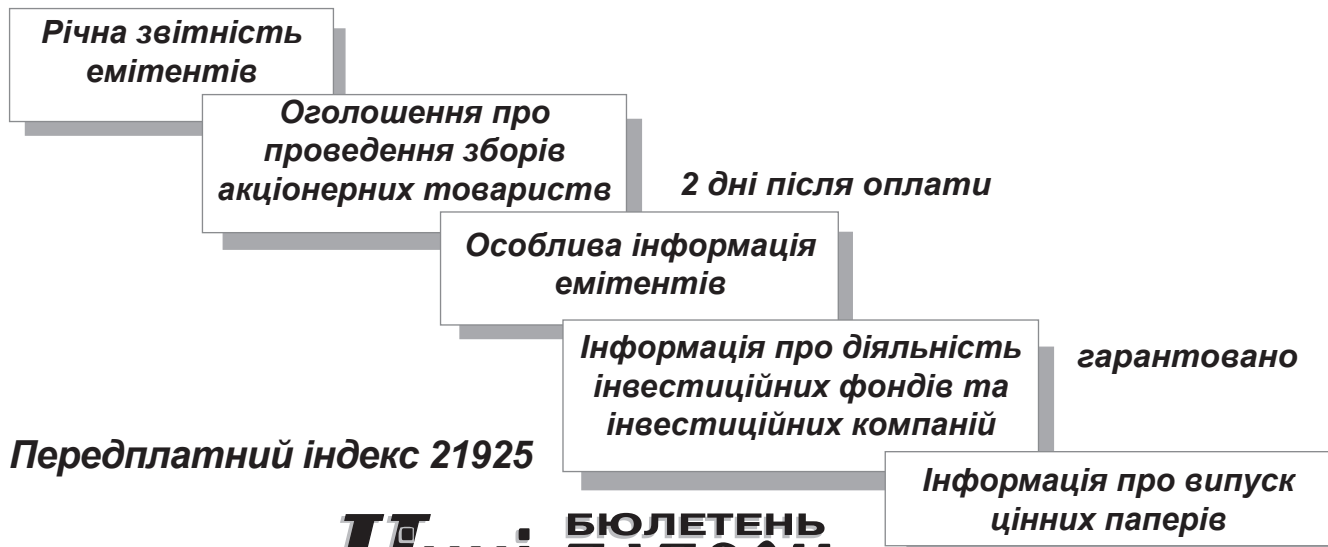 Річна звітність
емітентів
Оголошення про
проведення зборів
акціонерних товариств
2 дні після оплати
Особлива інформація
емітентів
Інформація про діяльність
інвестиційних фондів та
інвестиційних компаній
гарантовано
Передплатний індекс 21925
Інформація про випуск
цінних паперів
БЮЛЕТЕНЬ